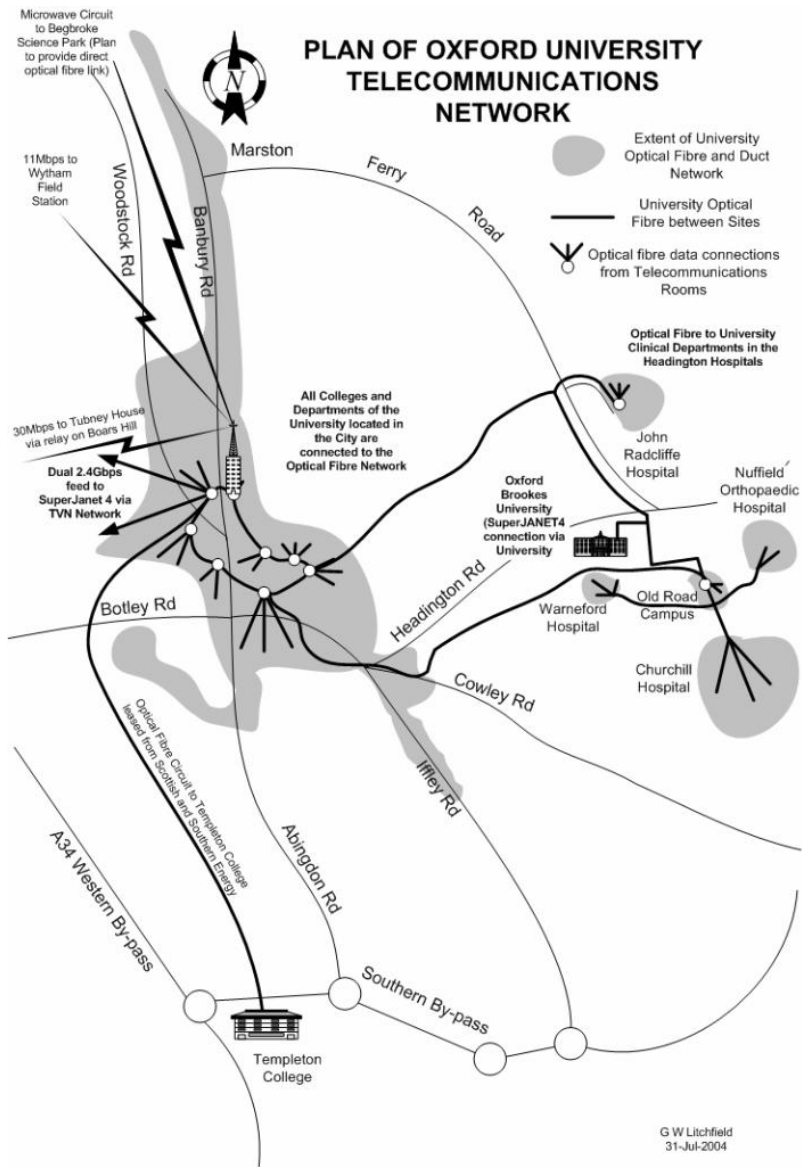 Microwave Circuit
to Begbroke
Science Park (Plan
to provide direct
optical fibre link)
PLAN OF OXFORD UNIVERSITY
TELECOMMUNICATIONS
NETWORK
N
11Mbps to
Wytham
Field
Station
Woodstock Rd
Banbury Rd
Marston
Ferry
Road
Extent of University
Optical Fibre and Duct
Network
University Optical
Fibre between Sites
Optical fibre data connections
from Telecommunications
Rooms
Optical Fibre to University
Clinical Departments in the
Headington Hospitals
All Colleges and
Departments of the
University located in
the City are
connected to the
Optical Fibre Network
30Mbps to Tubney House
via relay on Boars Hill
Dual 2.4Gbps
feed to
SuperJanet 4 via
TVN Network
John
Radcliffe
Hospital
Nuffield
Orthopaedic
Hospital
Oxford
Brookes
University
(SuperJANET4
connection via
University
Botley Rd
Headington Rd
Warneford
Hospital
Old Road
Campus
Churchill
Hospital
Cowley Rd
Iffley Rd
Optical Fibre Circuit to Templeton College
leased from Scottish and Southern Energy
Abingdon Rd
A34 Western By-pass
Southern By-pass
Templeton
College
G W Litchfield
31-Jul-2004